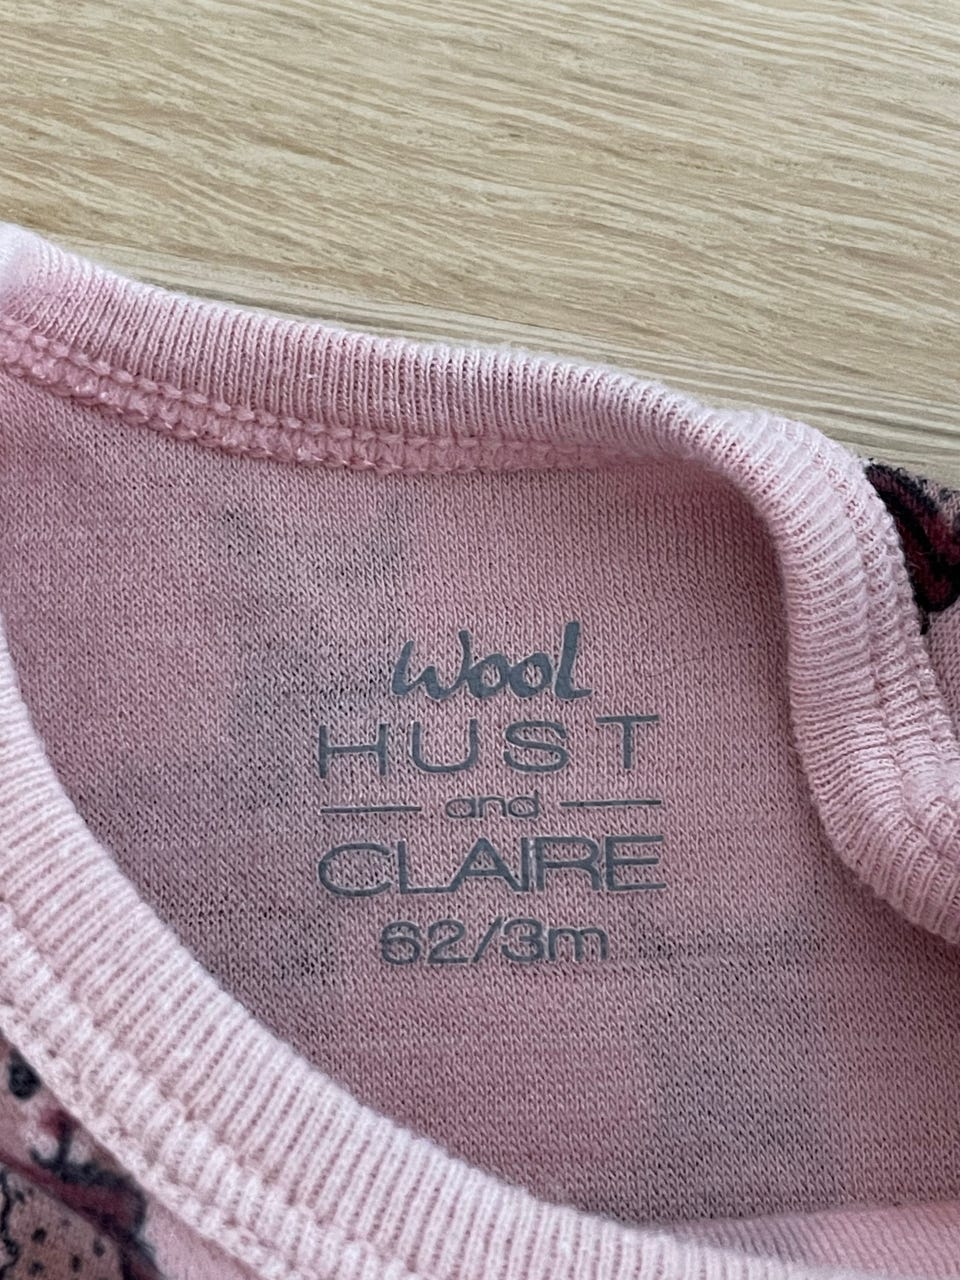 Wool
HUST
and
CLAIRE
62/3m